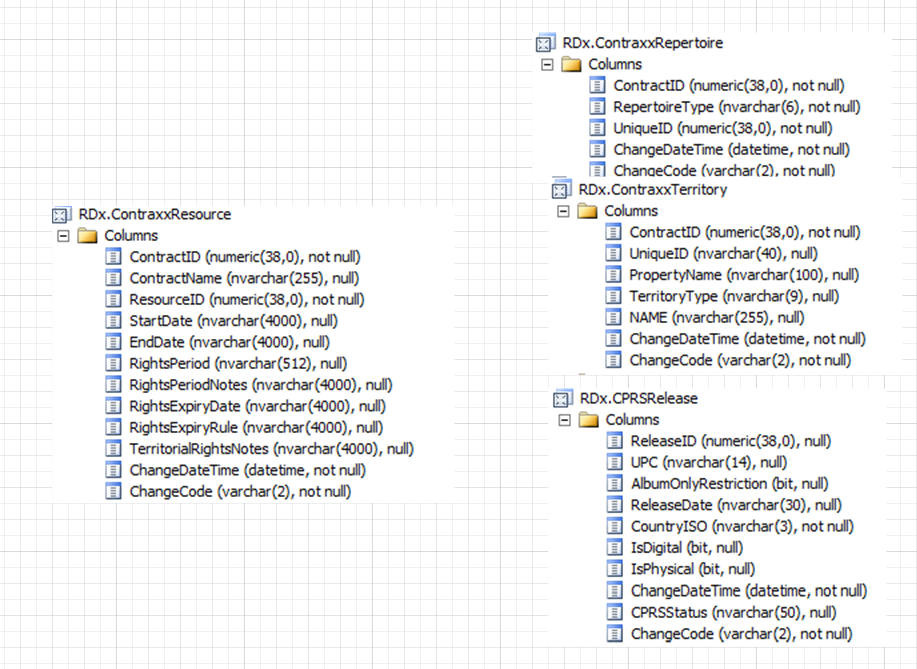 RDx.ContraxxRepertoire
Columns
ContractID (numeric(38,0), not null)
RepertoireType (nvarchar(6), not null)
UniqueID (numeric(38,0), not null)
ChangeDateTime (datetime, not null)
ChangeCode (varchar(2), not null)
RDx.ContraxxTerritory
Columns
ContractID (numeric(38,0), not null)
UniqueID (nvarchar(40), null)
PropertyName (nvarchar(100), null)
TerritoryType (nvarchar(9), null)
NAME (nvarchar(255), null)
ChangeDateTime (datetime, not null)
ChangeCode (varchar(2), not null)
RDx.ContraxxResource
Columns
ContractID (numeric(38,0), not null)
ContractName (nvarchar(255), null)
ResourceID (numeric(38,0), not null)
StartDate (nvarchar(4000), null)
EndDate (nvarchar(4000), null)
RightsPeriod (nvarchar(512), null)
RightsPeriodNotes (nvarchar(4000), null)
RightsExpiryDate (nvarchar(4000), null)
RightsExpiryRule (nvarchar(4000), null)
TerritorialRightsNotes (nvarchar(4000), null)
ChangeDateTime (datetime, not null)
ChangeCode (varchar(2), not null)
RDx.CPRSRelease
Columns
ReleaseID (numeric(38,0), null)
UPC (nvarchar(14), null)
AlbumOnlyRestriction (bit, null)
ReleaseDate (nvarchar(30), null)
CountryISO (nvarchar(3), not null)
IsDigital (bit, null)
IsPhysical (bit, null)
ChangeDateTime (datetime, not null)
CPRSStatus (nvarchar(50), null)
ChangeCode (varchar(2), not null)